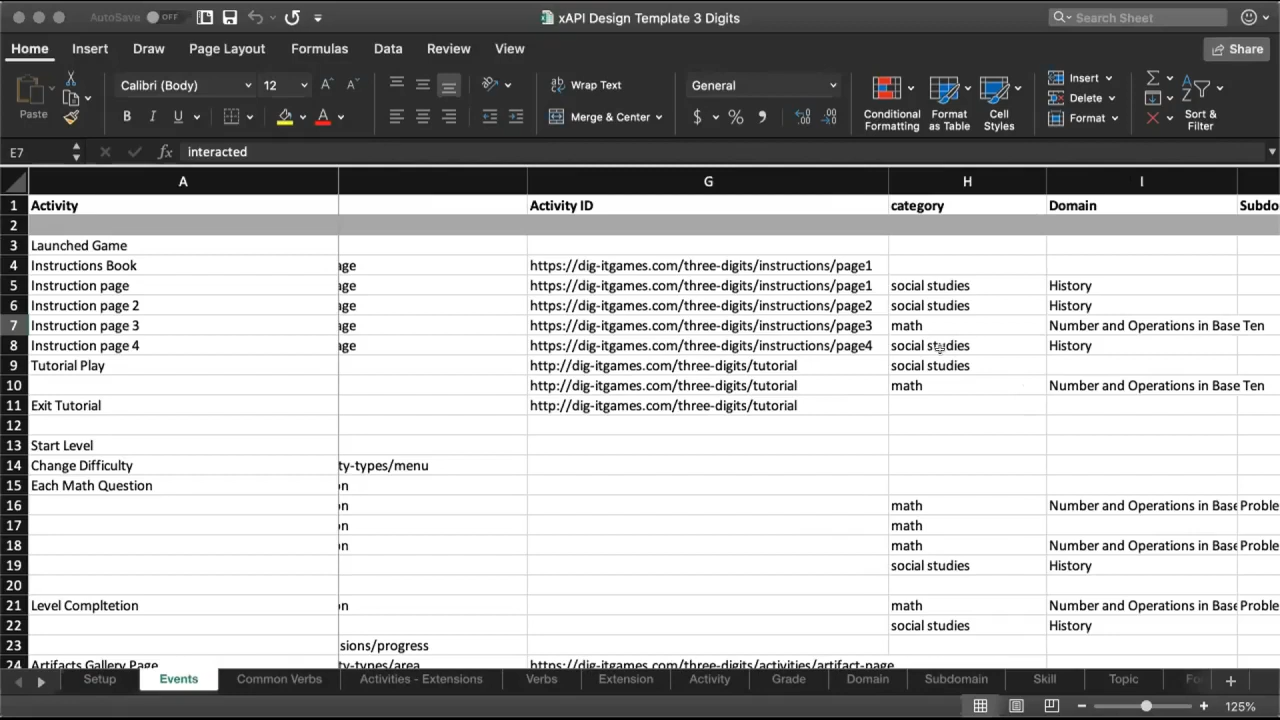 AutoSave OFF xAPI Design Template 3 Digits Search Sheet
Home Insert Draw Page Layout Formulas Data Review View Share
Paste Calibri (Body) 12 Wrap Text Merge & Center General Conditional Formatting Format as Table Cell Styles Insert Delete Format Sort & Filter
E7 fx interacted
A G H I
1 Activity Activity ID category Domain Subdo
2
3 Launched Game
4 Instructions Book age https://dig-itgames.com/three-digits/instructions/page1
5 Instruction page age https://dig-itgames.com/three-digits/instructions/page1 social studies History
6 Instruction page 2 age https://dig-itgames.com/three-digits/instructions/page2 social studies History
7 Instruction page 3 age https://dig-itgames.com/three-digits/instructions/page3 math Number and Operations in Base Ten
8 Instruction page 4 age https://dig-itgames.com/three-digits/instructions/page4 social studies History
9 Tutorial Play http://dig-itgames.com/three-digits/tutorial social studies
10 http://dig-itgames.com/three-digits/tutorial math Number and Operations in Base Ten
11 Exit Tutorial http://dig-itgames.com/three-digits/tutorial
12
13 Start Level
14 Change Difficulty ty-types/menu
15 Each Math Question on
16 on math Number and Operations in Base Proble
17 on math
18 on math Number and Operations in Base Proble
19 social studies History
20
21 Level Compltetion on math Number and Operations in Base Proble
22 social studies History
23 sions/progress
24 Artifacts Gallery Page ty-types/area https://dig-itgames.com/three-digits/activities/artifact-page
Setup Events Common Verbs Activities - Extensions Verbs Extension Activity Grade Domain Subdomain Skill Topic Fo
125%